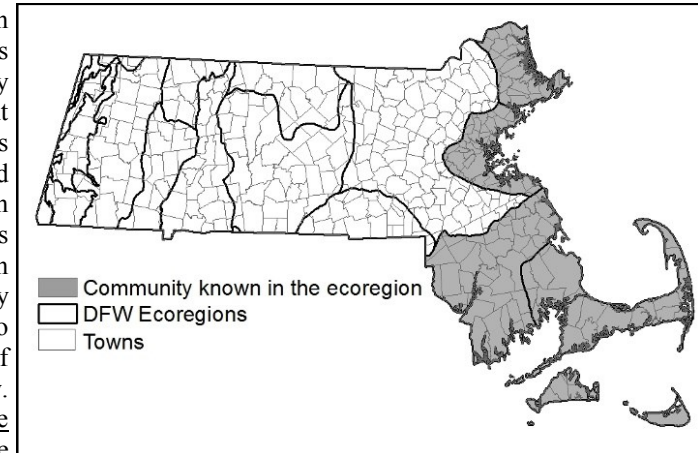 n
s
y
t
s
d
n
s
n
y
o
f
.
e
e
Community known in the ecoregion
DFW Ecoregions
Towns